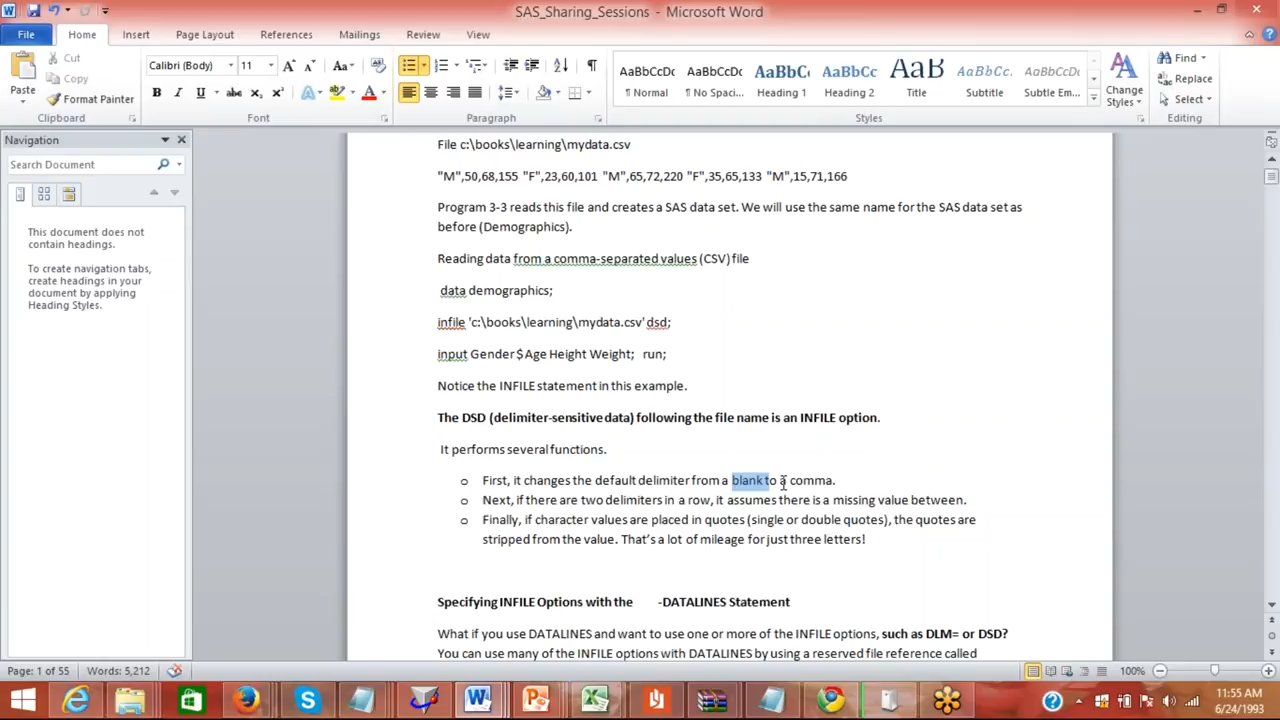 SAS_Sharing_Sessions - Microsoft Word
File Home Insert Page Layout References Mailings Review View
Paste
Cut
Copy
Format Painter
Clipboard
Calibri (Body) 11
Font
Paragraph
AaBbCcDc AaBbCcDc AaBbC AaBbCc AaB AaBbCc. AaBbCcDc
¶ Normal ¶ No Spaci... Heading 1 Heading 2 Title Subtitle Subtle Em...
Change Styles
Styles
Find
Replace
Select
Editing
Navigation
Search Document
This document does not
contain headings.
To create navigation tabs,
create headings in your
document by applying
Heading Styles.
File c:\books\learning\mydata.csv
"M",50,68,155 "F",23,60,101 "M",65,72,220 "F",35,65,133 "M",15,71,166
Program 3-3 reads this file and creates a SAS data set. We will use the same name for the SAS data set as
before (Demographics).
Reading data from a comma-separated values (CSV) file
data demographics;
infile 'c:\books\learning\mydata.csv' dsd;
input Gender $ Age Height Weight; run;
Notice the INFILE statement in this example.
The DSD (delimiter-sensitive data) following the file name is an INFILE option.
It performs several functions.
o First, it changes the default delimiter from a blank to a comma.
o Next, if there are two delimiters in a row, it assumes there is a missing value between.
o Finally, if character values are placed in quotes (single or double quotes), the quotes are
stripped from the value. That's a lot of mileage for just three letters!
Specifying INFILE Options with the -DATALINES Statement
What if you use DATALINES and want to use one or more of the INFILE options, such as DLM= or DSD?
You can use many of the INFILE options with DATALINES by using a reserved file reference called
Page: 1 of 55 Words: 5,212 100%
11:55 AM
6/24/1993